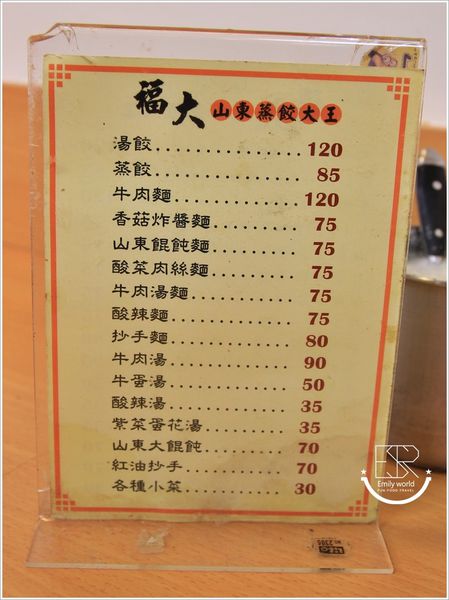 福大 山東蒸餃大王
湯餃................120
蒸餃................85
牛肉麵............120
香菇炸醬麵........75
山東餛飩麵........75
酸菜肉絲麵........75
牛肉湯麵...........75
酸辣麵..............75
抄手麵..............80
牛肉湯..............90
牛蛋湯..............50
酸辣湯..............35
紫菜蛋花湯........35
山東大餛飩........70
紅油抄手...........70
各種小菜...........30
ESR
Emily world
FUN FOOD TRAVEL